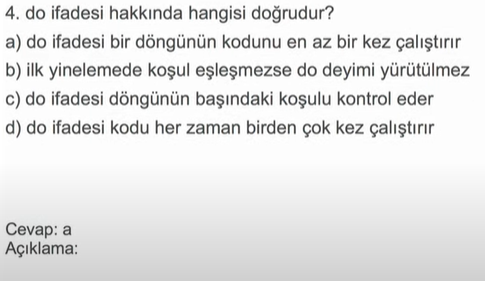 4. do ifadesi hakkında hangisi doğrudur?
a) do ifadesi bir döngünün kodunu en az bir kez çalıştırır
b) ilk yinelemede koşul eşleşmezse do deyimi yürütülmez
c) do ifadesi döngünün başındaki koşulu kontrol eder
d) do ifadesi kodu her zaman birden çok kez çalıştırır
Cevap: a
Açıklama: